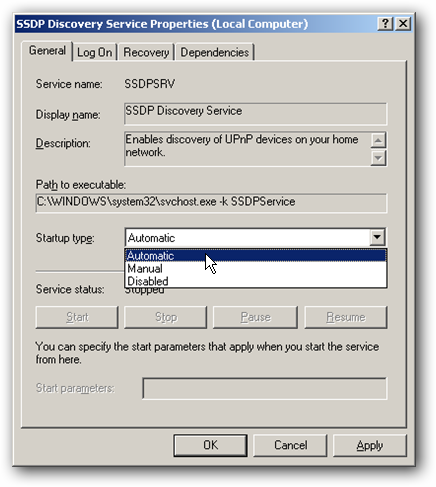 SSDP Discovery Service Properties (Local Computer)
General Log On Recovery Dependencies
Service name: SSDPSRV
Display name: SSDP Discovery Service
Description: Enables discovery of UPnP devices on your home
network.
Path to executable:
C:\WINDOWS\system32\svchost.exe -k SSDPService
Startup type: Automatic
Automatic
Manual
Disabled
Service status: Stopped
Start Stop Pause Resume
You can specify the start parameters that apply when you start the service
from here.
Start parameters:
OK Cancel Apply